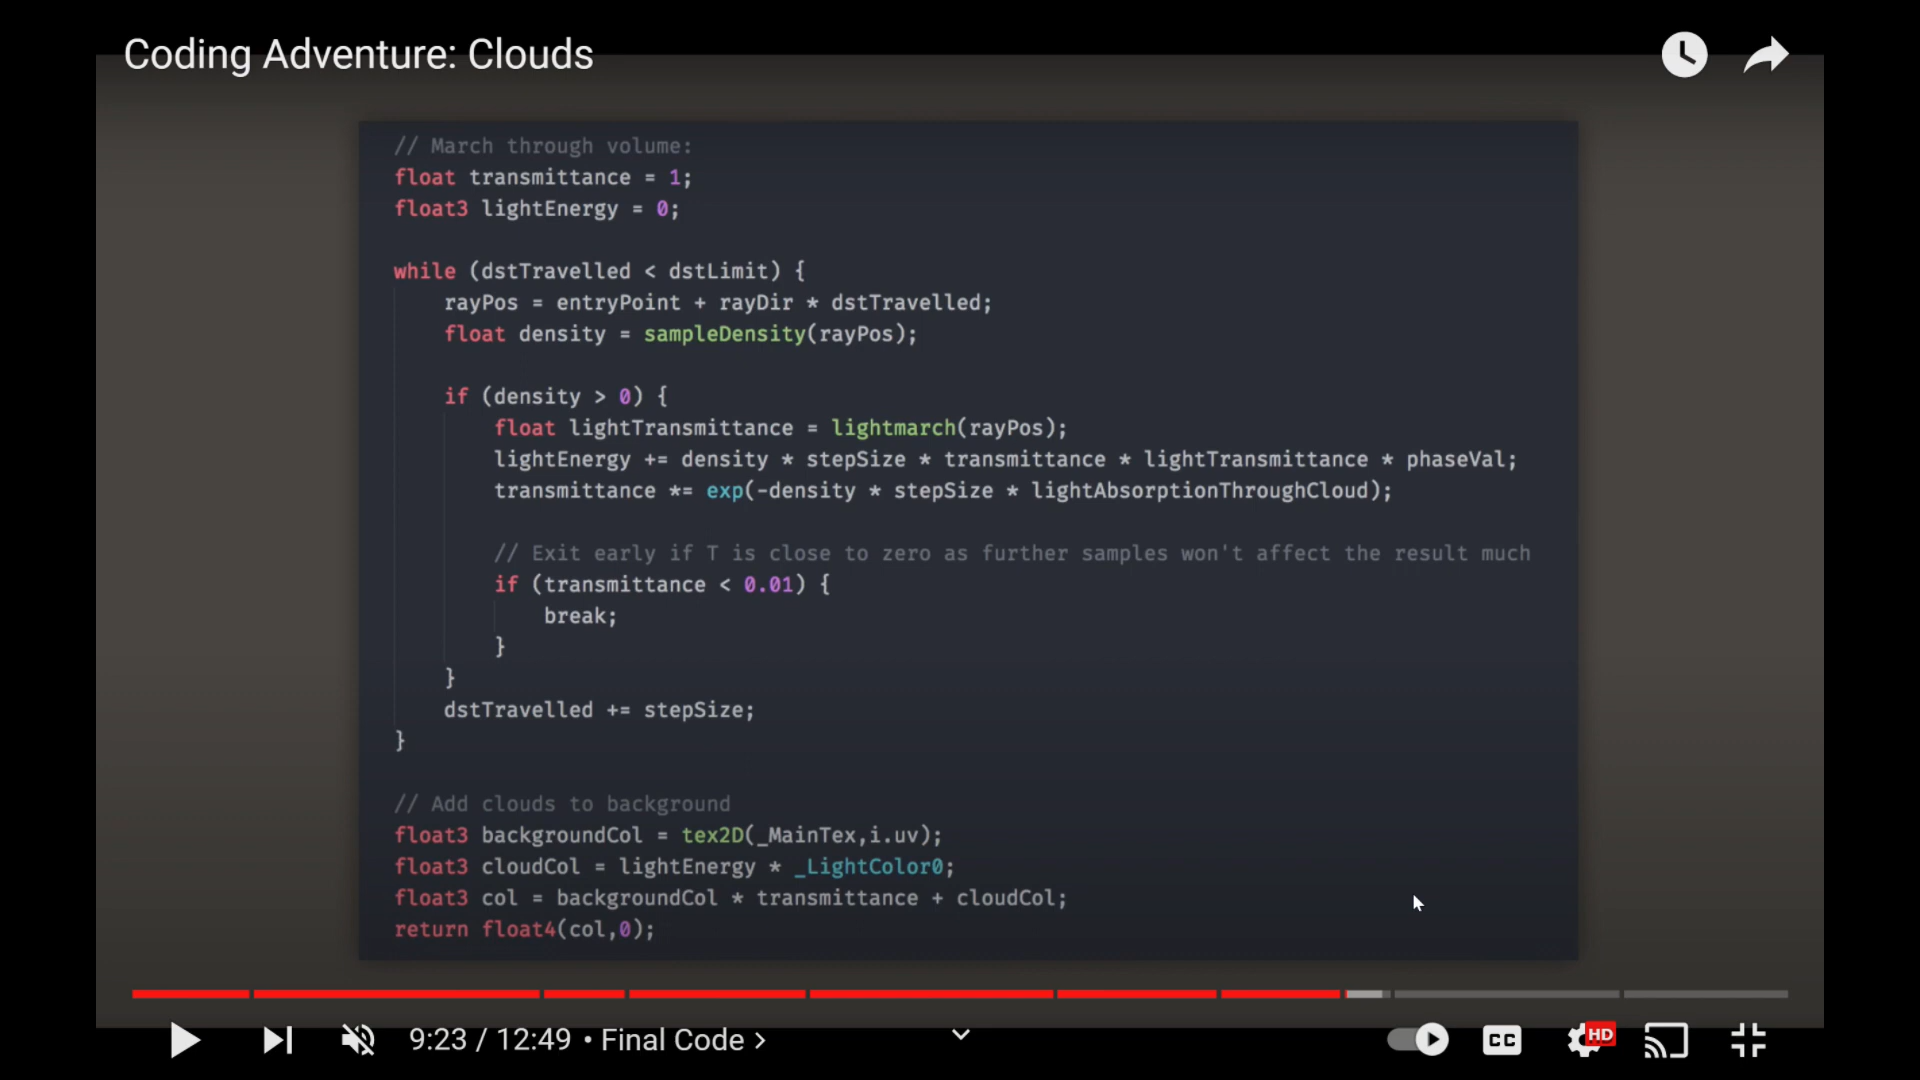 Coding Adventure: Clouds
// March through volume:
float transmittance = 1;
float3 lightEnergy = 0;
while (dstTravelled < dstLimit) {
rayPos = entryPoint + rayDir * dstTravelled;
float density = sampleDensity(rayPos);
if (density > 0) {
float lightTransmittance = lightmarch(rayPos);
lightEnergy += density * stepSize * transmittance * lightTransmittance * phaseVal;
transmittance *= exp(-density * stepSize * lightAbsorptionThroughCloud);
// Exit early if T is close to zero as further samples won't affect the result much
if (transmittance < 0.01) {
break;
}
}
dstTravelled += stepSize;
}
// Add clouds to background
float3 backgroundCol = tex2D(_MainTex,i.uv);
float3 cloudCol = lightEnergy * _LightColor0;
float3 col = backgroundCol * transmittance + cloudCol;
return float4(col,0);
9:23 / 12:49 • Final Code >
CC
HD